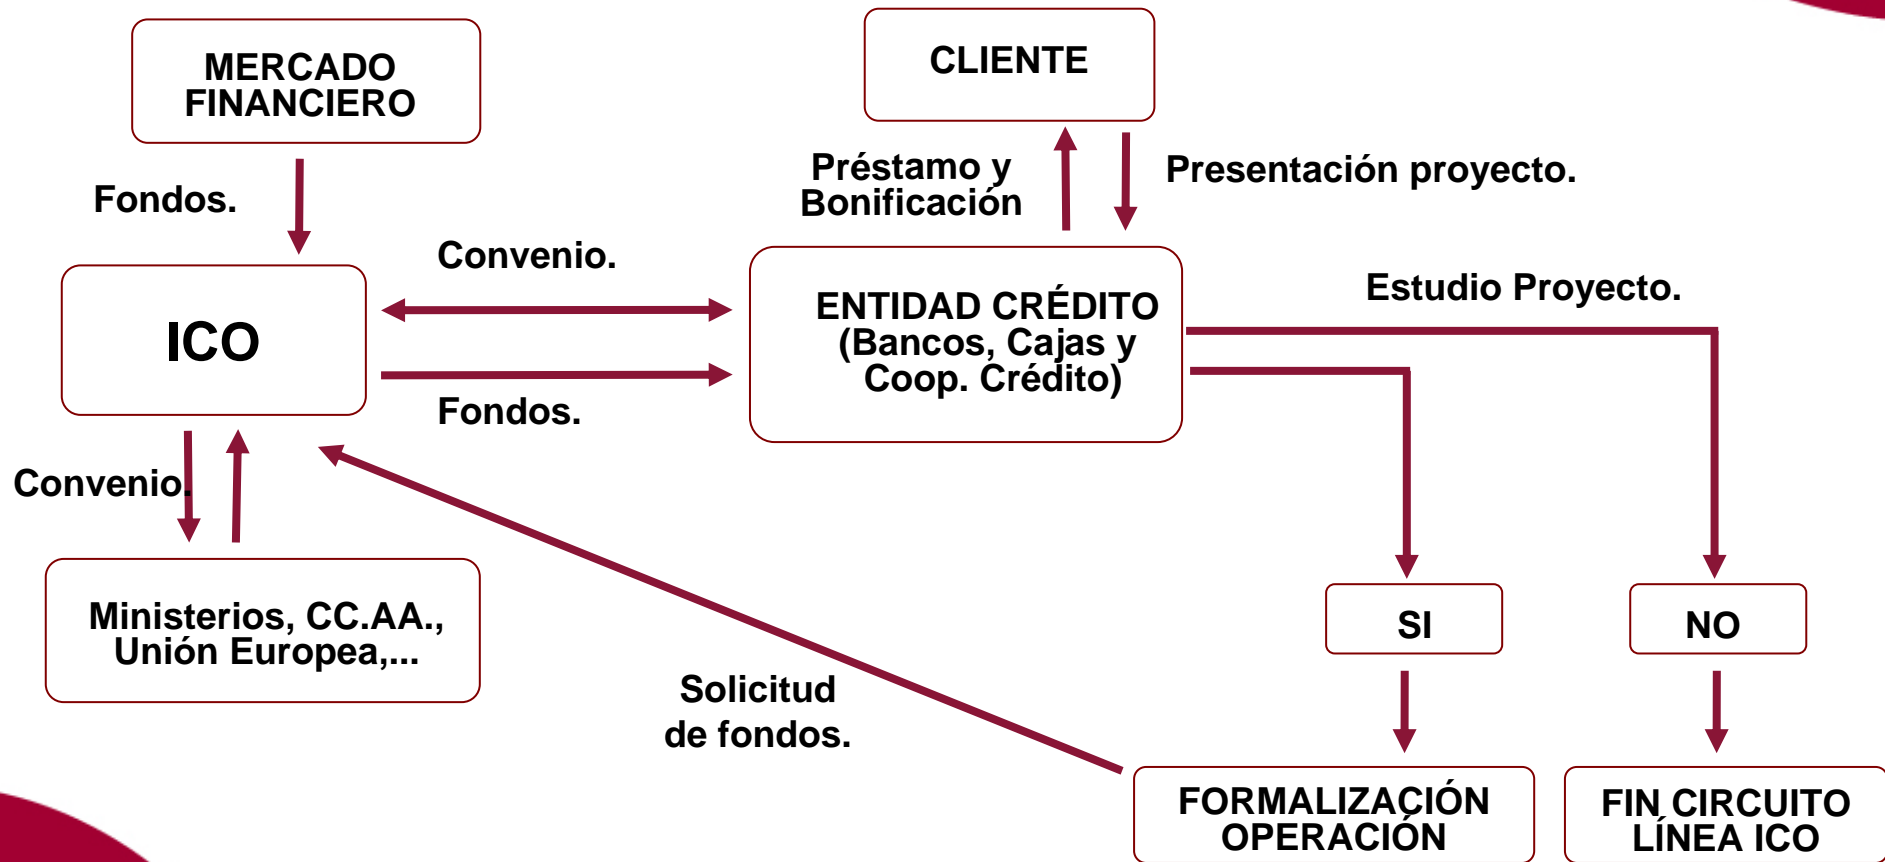 MERCADO
FINANCIERO
CLIENTE
Préstamo y
Bonificación
Presentación proyecto.
Fondos.
Convenio.
ICO
ENTIDAD CRÉDITO
(Bancos, Cajas y
Coop. Crédito)
Estudio Proyecto.
Fondos.
Convenio.
Ministerios, CC.AA.,
Unión Europea,...
SI
NO
Solicitud
de fondos.
FORMALIZACIÓN
OPERACIÓN
FIN CIRCUITO
LÍNEA ICO